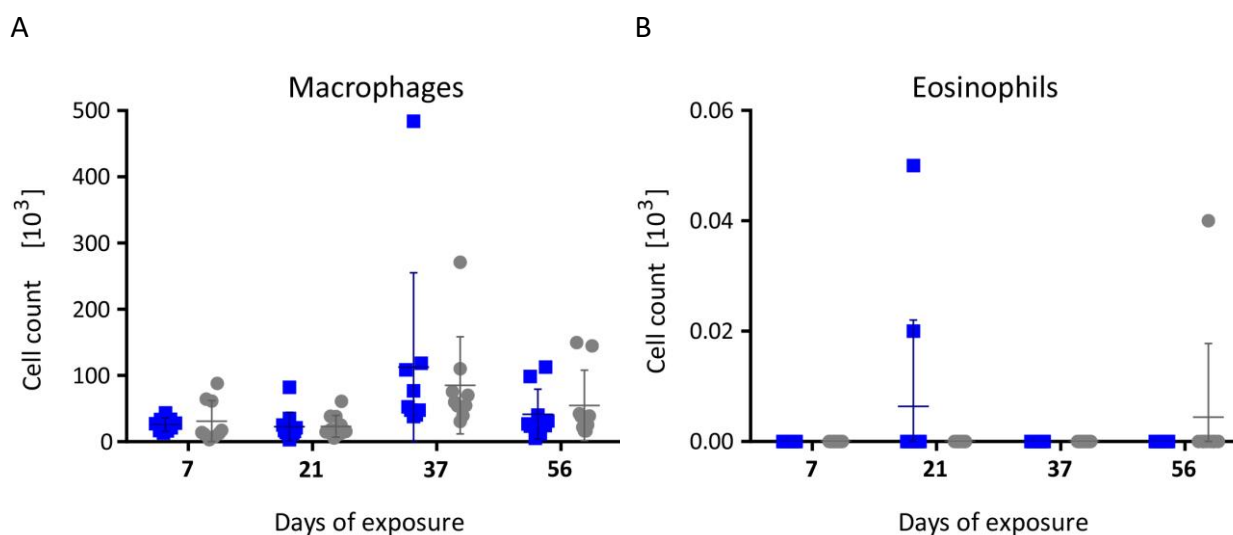 A
Macrophages
Cell count [10³]
500
400
300
200
100
0
7 21 37 56
Days of exposure
B
Eosinophils
Cell count [10³]
0.06
0.04
0.02
0.00
7 21 37 56
Days of exposure